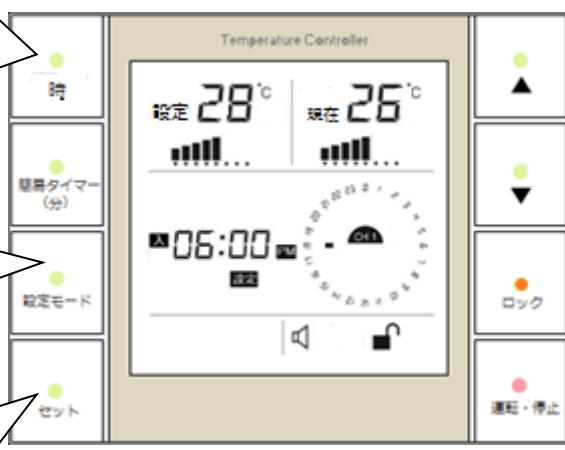 Temperature Controller
時
▲
設定 28℃
現在 26℃
簡易タイマー
(分)
▼
入 06:00 PM
CH1
設定
設定モード
ロック
セット
運転・停止